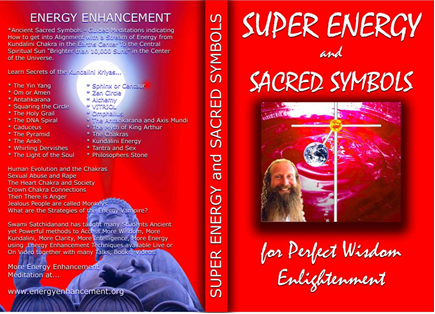 ENERGY ENHANCEMENT
*Ancient Sacred Symbols - Guided Meditations indicating
How to get into Alignment with a Stream of Energy from
Kundalini Chakra in the Earths Center To the Central
Spiritual Sun "Brighter than 10,000 Suns" in the Center
of the Universe.
Learn Secrets of the Kundalini Kriyas...
* The Yin Yang
* Om or Amen
* Antahkarana
* Squaring the Circle
* The Holy Grail
* The DNA Spiral
* Caduceus
* The Pyramid
* The Ankh
* Whirling Dervishes
* The Light of the Soul
* Sphinx or Centaur
* Zen Circle
* Alchemy
* VITRIOL
* Omphallus
* The Antahkarana and Axis Mundi
* The Path of King Arthur
* The Chakras
* Kundalini Energy
* Tantra and Sex
* Philosophers Stone
Human Evolution and the Chakras
Sexual Abuse and Rape
The Heart Chakra and Society
Crown Chakra Connections
Then There is Anger
Jealous People are called Monkeys
What are the Strategies of the Energy Vampire?
Swami Satchidanand has taught many Students Ancient
yet Powerful methods to Access More Wisdom, More
Kundalini, More Clarity, More Intelligence, More Energy
using Energy Enhancement Techniques available Live or
On Video together with many Talks, Books, Videos.
More Energy Enhancement
Meditation at....
www.energyenhancement.org
SUPER ENERGY and SACRED SYMBOLS
SUPER ENERGY
and
SACRED SYMBOLS
for Perfect Wisdom
Enlightenment